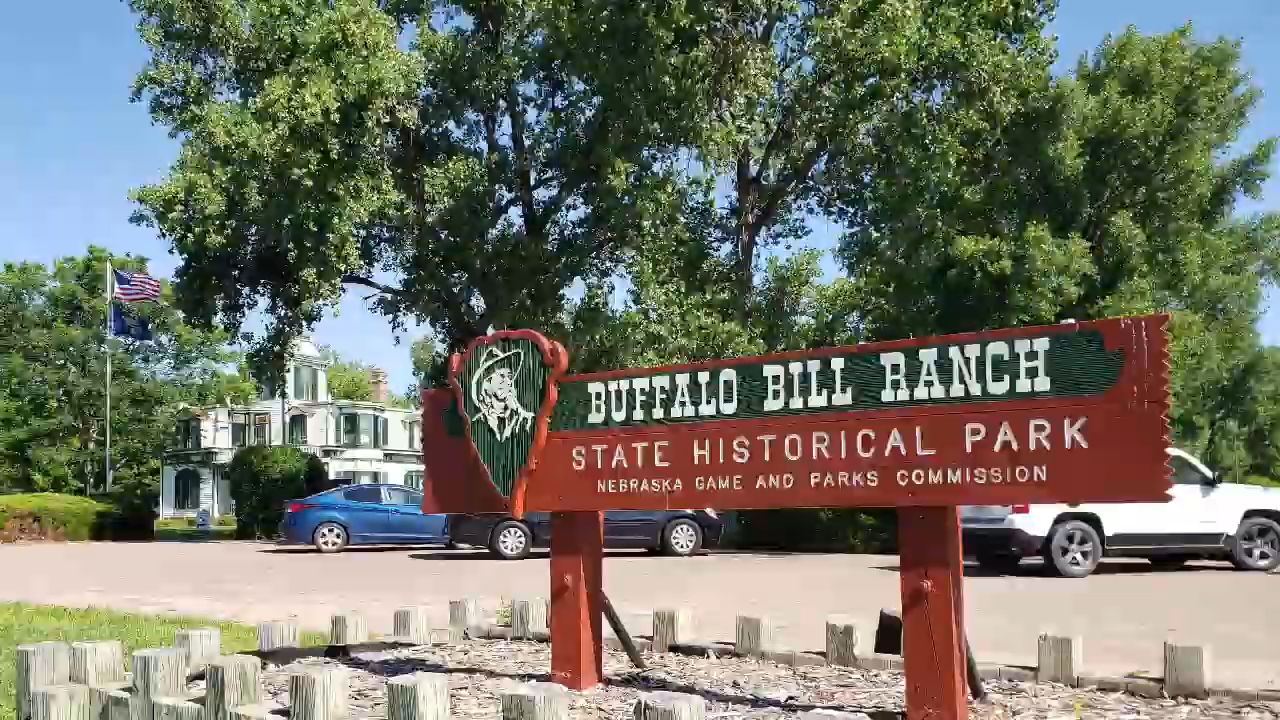 BUFFALO BILL RANCH
STATE HISTORICAL PARK
NEBRASKA GAME AND PARKS COMMISSION